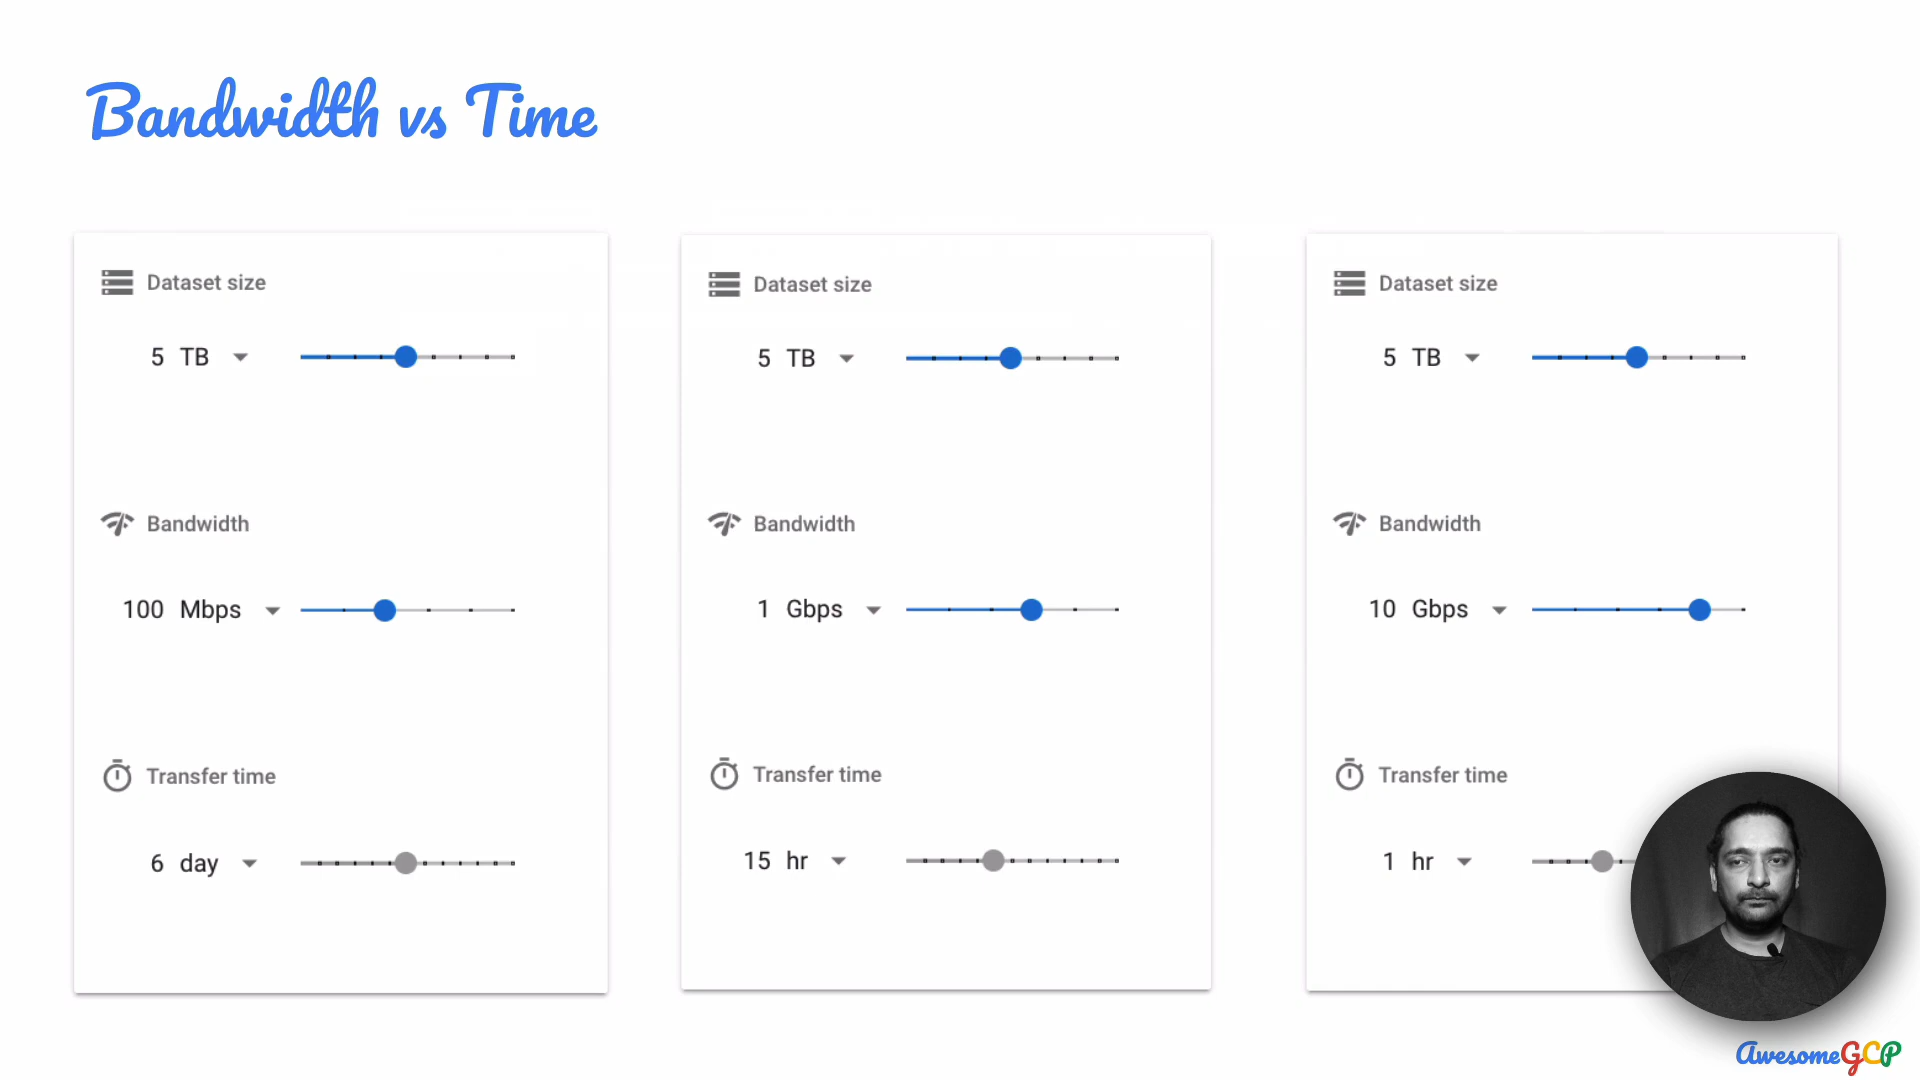 Bandwidth vs Time
Dataset size
5 TB
Bandwidth
100 Mbps
Transfer time
6 day
Dataset size
5 TB
Bandwidth
1 Gbps
Transfer time
15 hr
Dataset size
5 TB
Bandwidth
10 Gbps
Transfer time
1 hr
AwesomeGCP